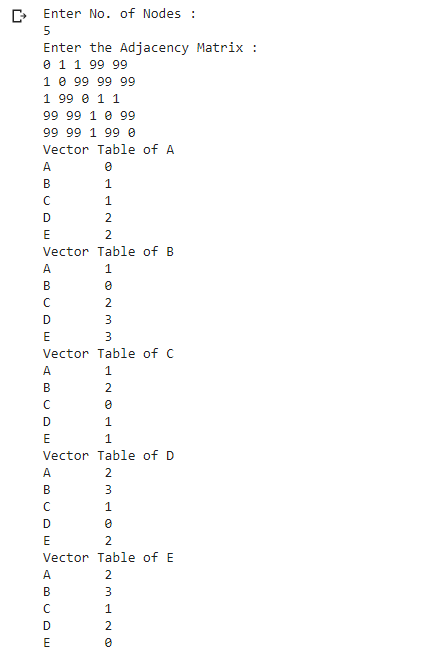 Enter No. of Nodes :
5
Enter the Adjacency Matrix :
0 1 1 99 99
1 0 99 99 99
1 99 0 1 1
99 99 1 0 99
99 99 1 99 0
Vector Table of A
A 0
B 1
C 1
D 2
E 2
Vector Table of B
A 1
B 0
C 2
D 3
E 3
Vector Table of C
A 1
B 2
C 0
D 1
E 1
Vector Table of D
A 2
B 3
C 1
D 0
E 2
Vector Table of E
A 2
B 3
C 1
D 2
E 0